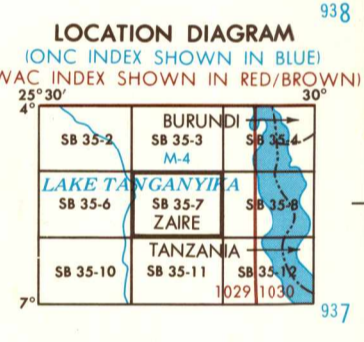 938
LOCATION DIAGRAM
(ONC INDEX SHOWN IN BLUE)
WAC INDEX SHOWN IN RED/BROWN)
25°30' 30°
4°
BURUNDI
SB 35-2 SB 35-3 SB 35-4
M-4
LAKE TANGANYIKA
SB 35-6 SB 35-7 SB 35-8
ZAIRE
TANZANIA
SB 35-10 SB 35-11 SB 35-12
1029 1030
7°
937